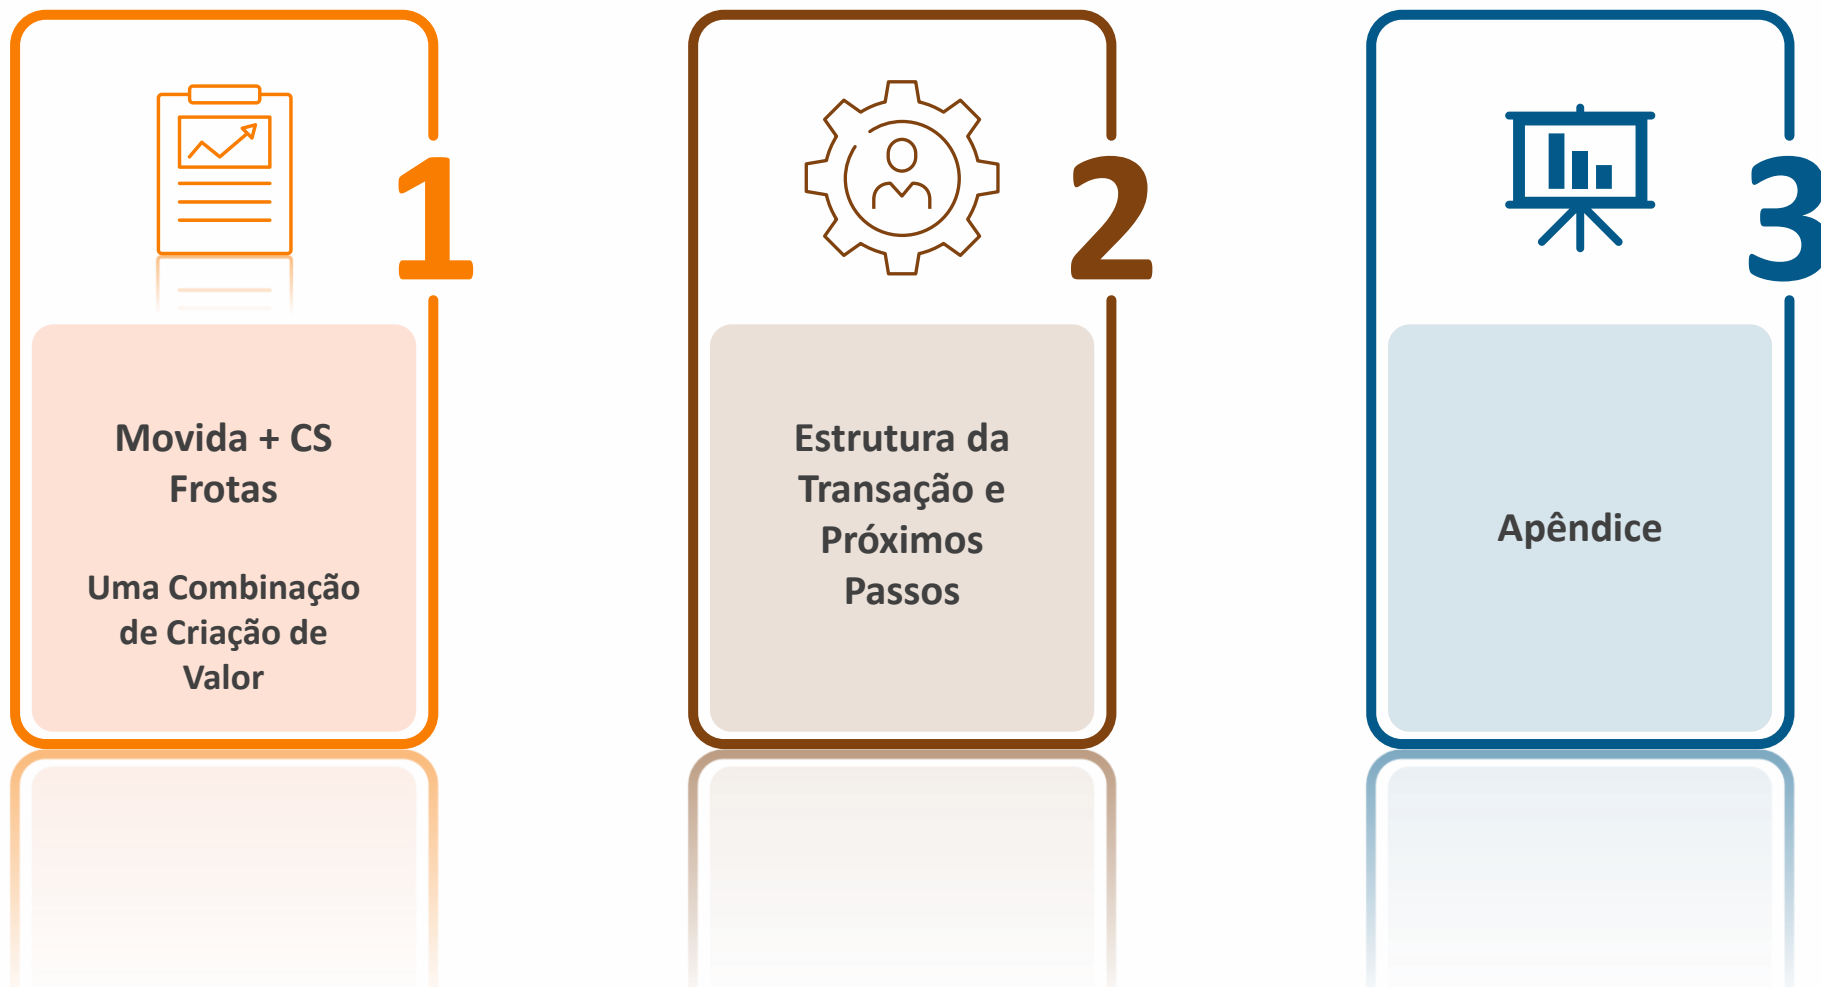 1
Movida + CS
Frotas
Uma Combinação
de Criação de
Valor
2
Estrutura da
Transação e
Próximos
Passos
3
Apêndice